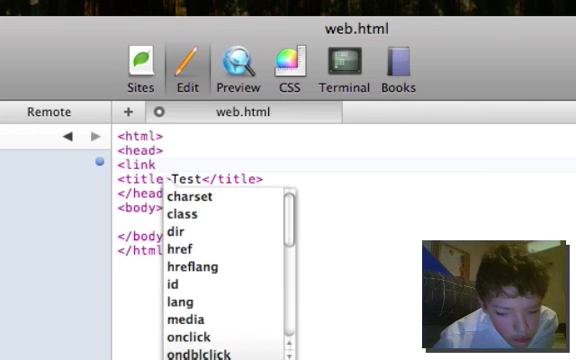 web.html
Sites Edit Preview CSS Terminal Books
Remote + web.html
<html>
<head>
<link
<title>Test</title>
</head
<body>
</body
</html
charset
class
dir
href
hreflang
id
lang
media
onclick
ondblclick